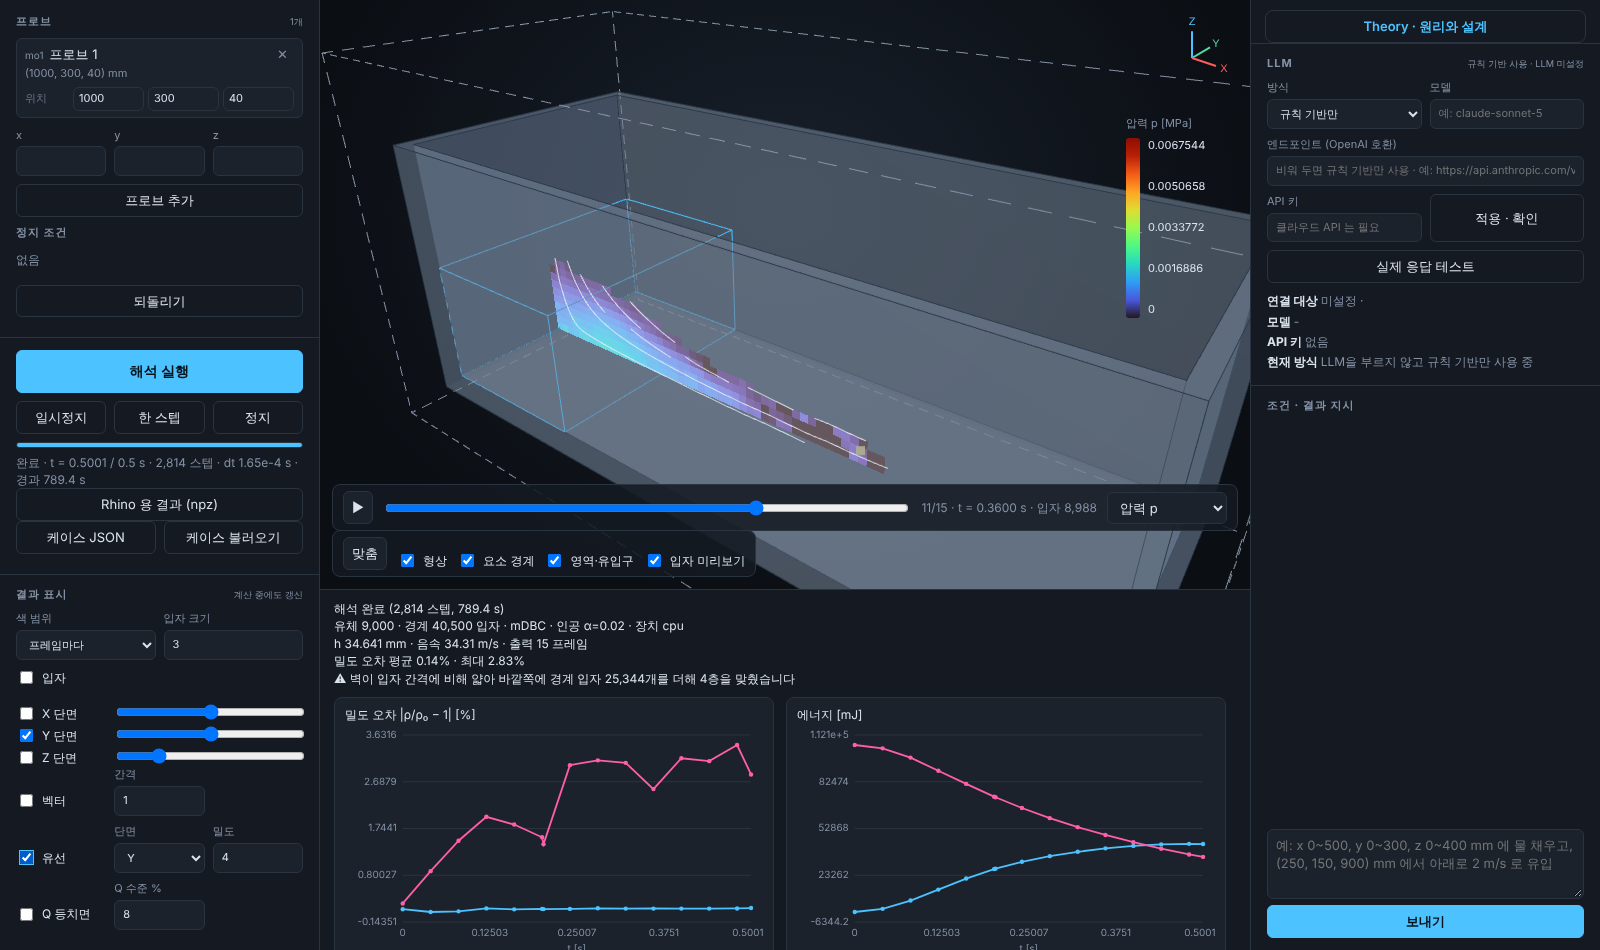 프로브
1개
mo1 프로브 1 ✕
(1000, 300, 40) mm
위치 1000 300 40
x y z
프로브 추가
정지 조건
없음
되돌리기
해석 실행
일시정지 한 스텝 정지
완료 · t = 0.5001 / 0.5 s · 2,814 스텝 · dt 1.65e-4 s ·
경과 789.4 s
Rhino 용 결과 (npz)
케이스 JSON 케이스 불러오기
결과 표시 계산 중에도 갱신
색 범위 입자 크기
프레임마다 3
입자
X 단면
Y 단면
Z 단면
간격
벡터 1
단면 밀도
유선 Y 4
Q 수준 %
Q 등치면 8
Z
Y
X
압력 p [MPa]
0.0067544
0.0050658
0.0033772
0.0016886
0
▶ 11/15 · t = 0.3600 s · 입자 8,988 압력 p
맞춤 형상 요소 경계 영역·유입구 입자 미리보기
해석 완료 (2,814 스텝, 789.4 s)
유체 9,000 · 경계 40,500 입자 · mDBC · 인공 α=0.02 · 장치 cpu
h 34.641 mm · 음속 34.31 m/s · 출력 15 프레임
밀도 오차 평균 0.14% · 최대 2.83%
⚠ 벽이 입자 간격에 비해 얇아 바깥쪽에 경계 입자 25,344개를 더해 4층을 맞췄습니다
밀도 오차 |ρ/ρ₀ − 1| [%]
3.6316
2.6879
1.7441
0.80027
-0.14351
0 0.12503 0.25007 0.3751 0.5001
t [s]
에너지 [mJ]
1.121e+5
82474
52868
23262
-6344.2
0 0.12503 0.25007 0.3751 0.5001
t [s]
Theory · 원리와 설계
LLM 규칙 기반 사용 · LLM 미설정
방식 모델
규칙 기반만 예: claude-sonnet-5
엔드포인트 (OpenAI 호환)
비워 두면 규칙 기반만 사용 · 예: https://api.anthropic.com/v
API 키
클라우드 API 는 필요 적용 · 확인
실제 응답 테스트
연결 대상 미설정 ·
모델 -
API 키 없음
현재 방식 LLM을 부르지 않고 규칙 기반만 사용 중
조건 · 결과 지시
예: x 0~500, y 0~300, z 0~400 mm 에 물 채우고,
(250, 150, 900) mm 에서 아래로 2 m/s 로 유입
보내기